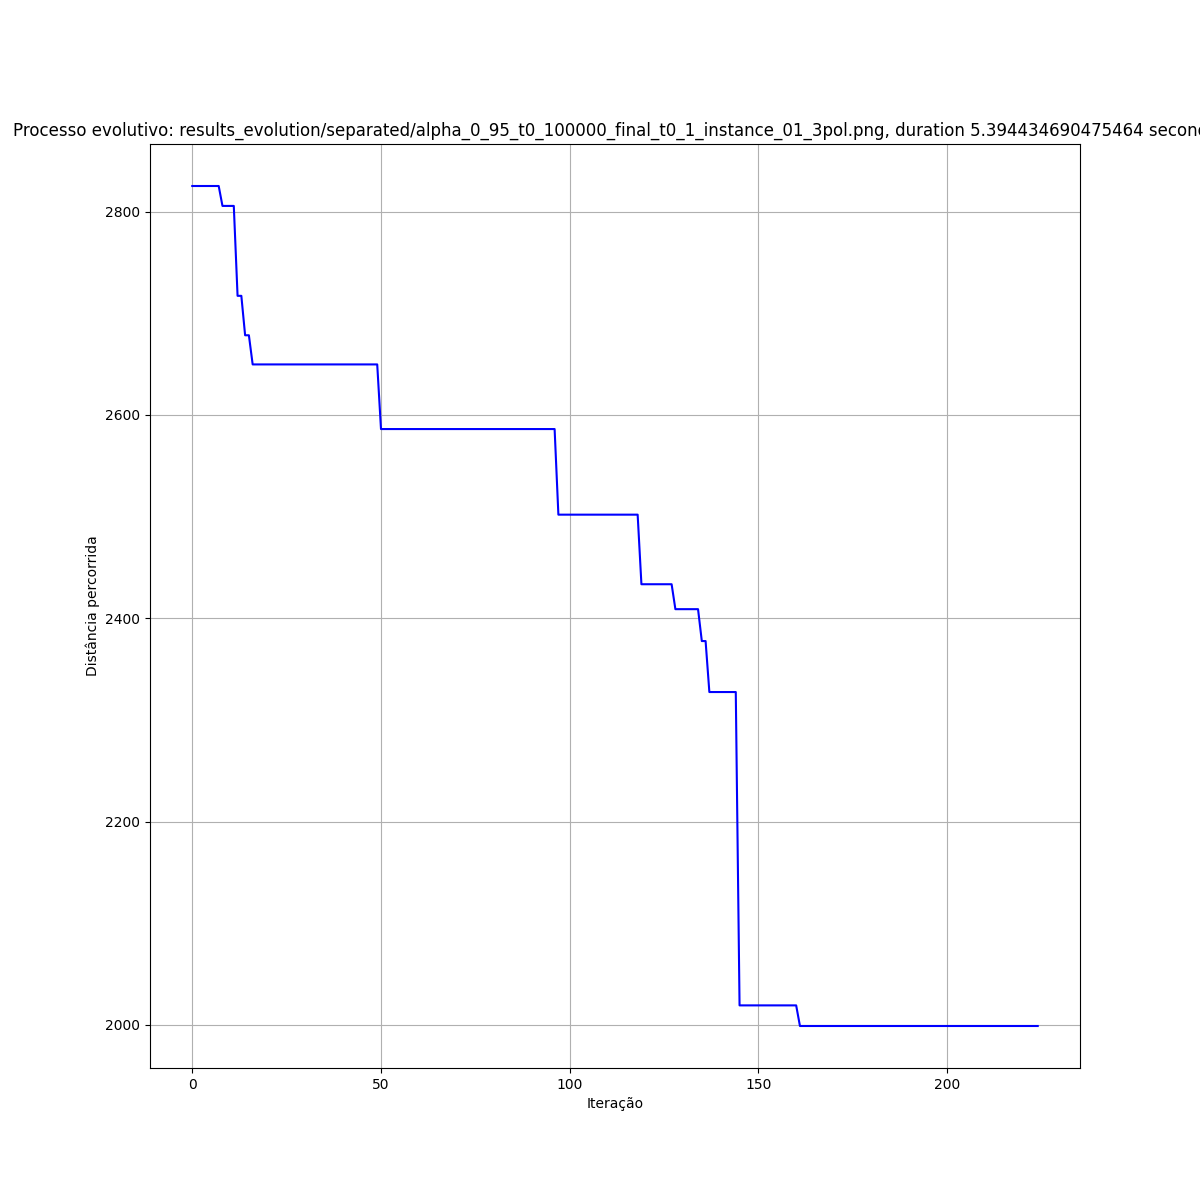 Processo evolutivo: results_evolution/separated/alpha_0_95_t0_100000_final_t0_1_instance_01_3pol.png, duration 5.394434690475464
2800
2600
2400
2200
2000
Distância percorrida
0 50 100 150 200
Iteração